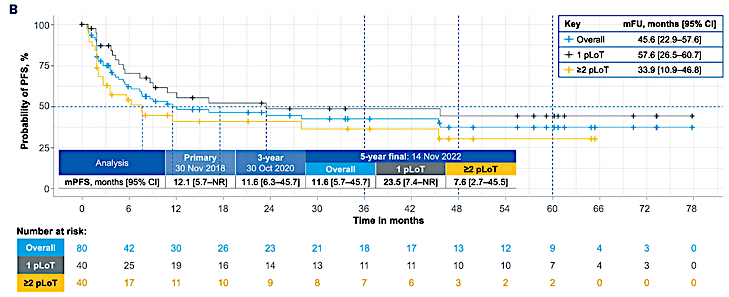 B
Key mFU, months [95% CI]
Overall 45.6 [22.9–57.6]
1 pLoT 57.6 [26.5–60.7]
≥2 pLoT 33.9 [10.9–46.8]
Probability of PFS, %
100
75
50
25
0
Analysis Primary 30 Nov 2018 3-year 30 Oct 2020 5-year final: 14 Nov 2022
Overall 1 pLoT ≥2 pLoT
mPFS, months [95% CI] 12.1 [5.7–NR] 11.6 [6.3–45.7] 11.6 [5.7–45.7] 23.5 [7.4–NR] 7.6 [2.7–45.5]
0 6 12 18 24 30 36 42 48 54 60 66 72 78
Time in months
Number at risk:
Overall 80 42 30 26 23 21 18 17 13 12 9 4 3 0
1 pLoT 40 25 19 16 14 13 11 11 10 10 7 4 3 0
≥2 pLoT 40 17 11 10 9 8 7 6 3 2 2 0 0 0